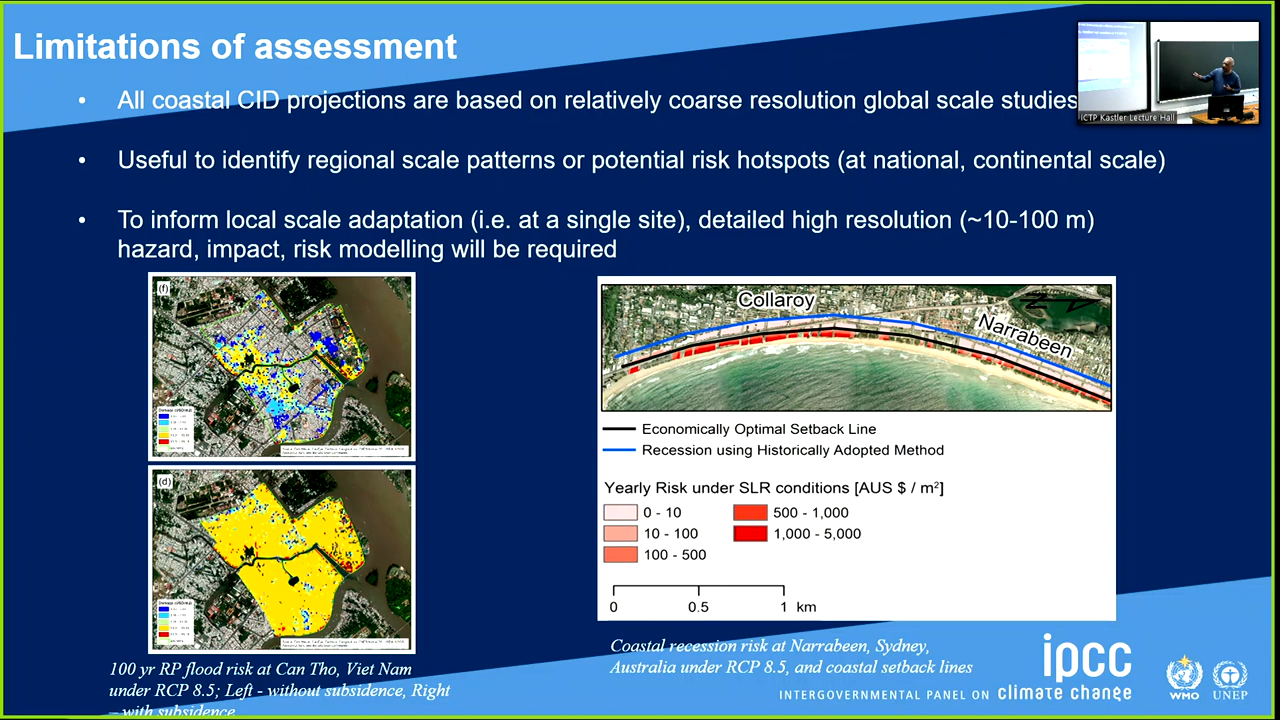 Limitations of assessment
• All coastal CID projections are based on relatively coarse resolution global scale studies
ICTP Kastler Lecture Hall
• Useful to identify regional scale patterns or potential risk hotspots (at national, continental scale)
• To inform local scale adaptation (i.e. at a single site), detailed high resolution (~10-100 m)
hazard, impact, risk modelling will be required
(f)
(d)
100 yr RP flood risk at Can Tho, Viet Nam
under RCP 8.5; Left - without subsidence, Right
– with subsidence
Collaroy
Narrabeen
Economically Optimal Setback Line
Recession using Historically Adopted Method
Yearly Risk under SLR conditions [AUS $ / m²]
0 - 10
500 - 1,000
10 - 100
1,000 - 5,000
100 - 500
0 0.5 1 km
Coastal recession risk at Narrabeen, Sydney,
Australia under RCP 8.5, and coastal setback lines
ipcc
INTERGOVERNMENTAL PANEL ON climate change
WMO
UNEP